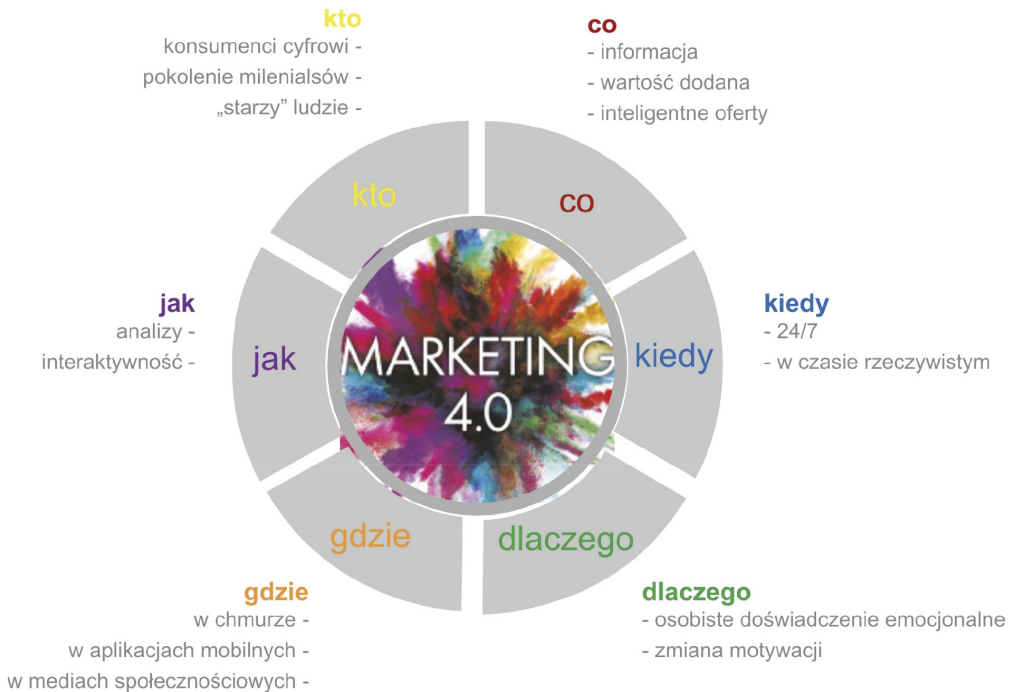 kto
konsumenci cyfrowi -
pokolenie milenialsów -
„starzy” ludzie -
co
- informacja
- wartość dodana
- inteligentne oferty
kto
co
jak
analizy -
interaktywność -
jak
MARKETING
4.0
kiedy
kiedy
- 24/7
- w czasie rzeczywistym
gdzie
dlaczego
gdzie
w chmurze -
w aplikacjach mobilnych -
w mediach społecznościowych -
dlaczego
- osobiste doświadczenie emocjonalne
- zmiana motywacji